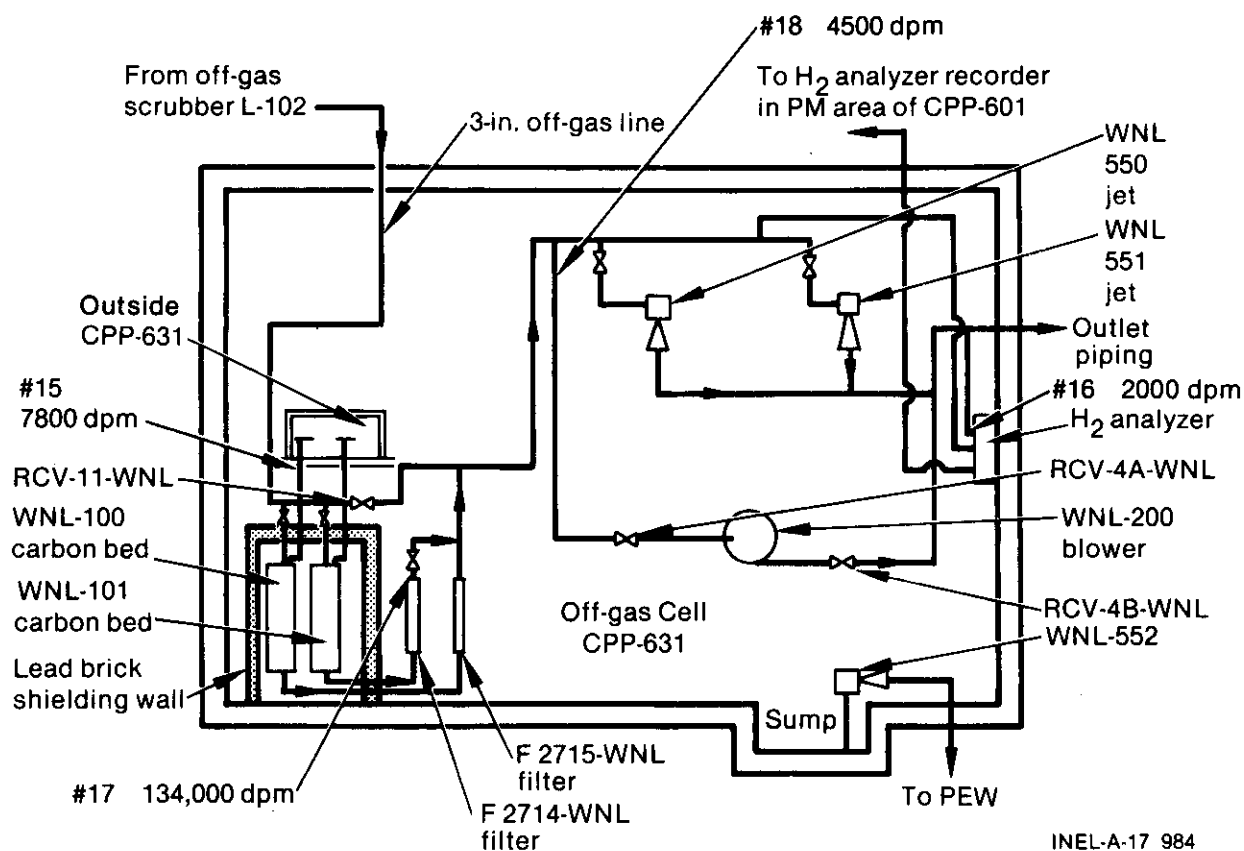 #18 4500 dpm
From off-gas
scrubber L-102
To H2 analyzer recorder
in PM area of CPP-601
3-in. off-gas line
WNL
550
jet
WNL
551
jet
Outside
CPP-631
Outlet
piping
#15
7800 dpm
#16 2000 dpm
H2 analyzer
RCV-11-WNL
RCV-4A-WNL
WNL-100
carbon bed
WNL-200
blower
WNL-101
carbon bed
Off-gas Cell
CPP-631
RCV-4B-WNL
WNL-552
Lead brick
shielding wall
Sump
F 2715-WNL
filter
#17 134,000 dpm
F 2714-WNL
filter
To PEW
INEL-A-17 984